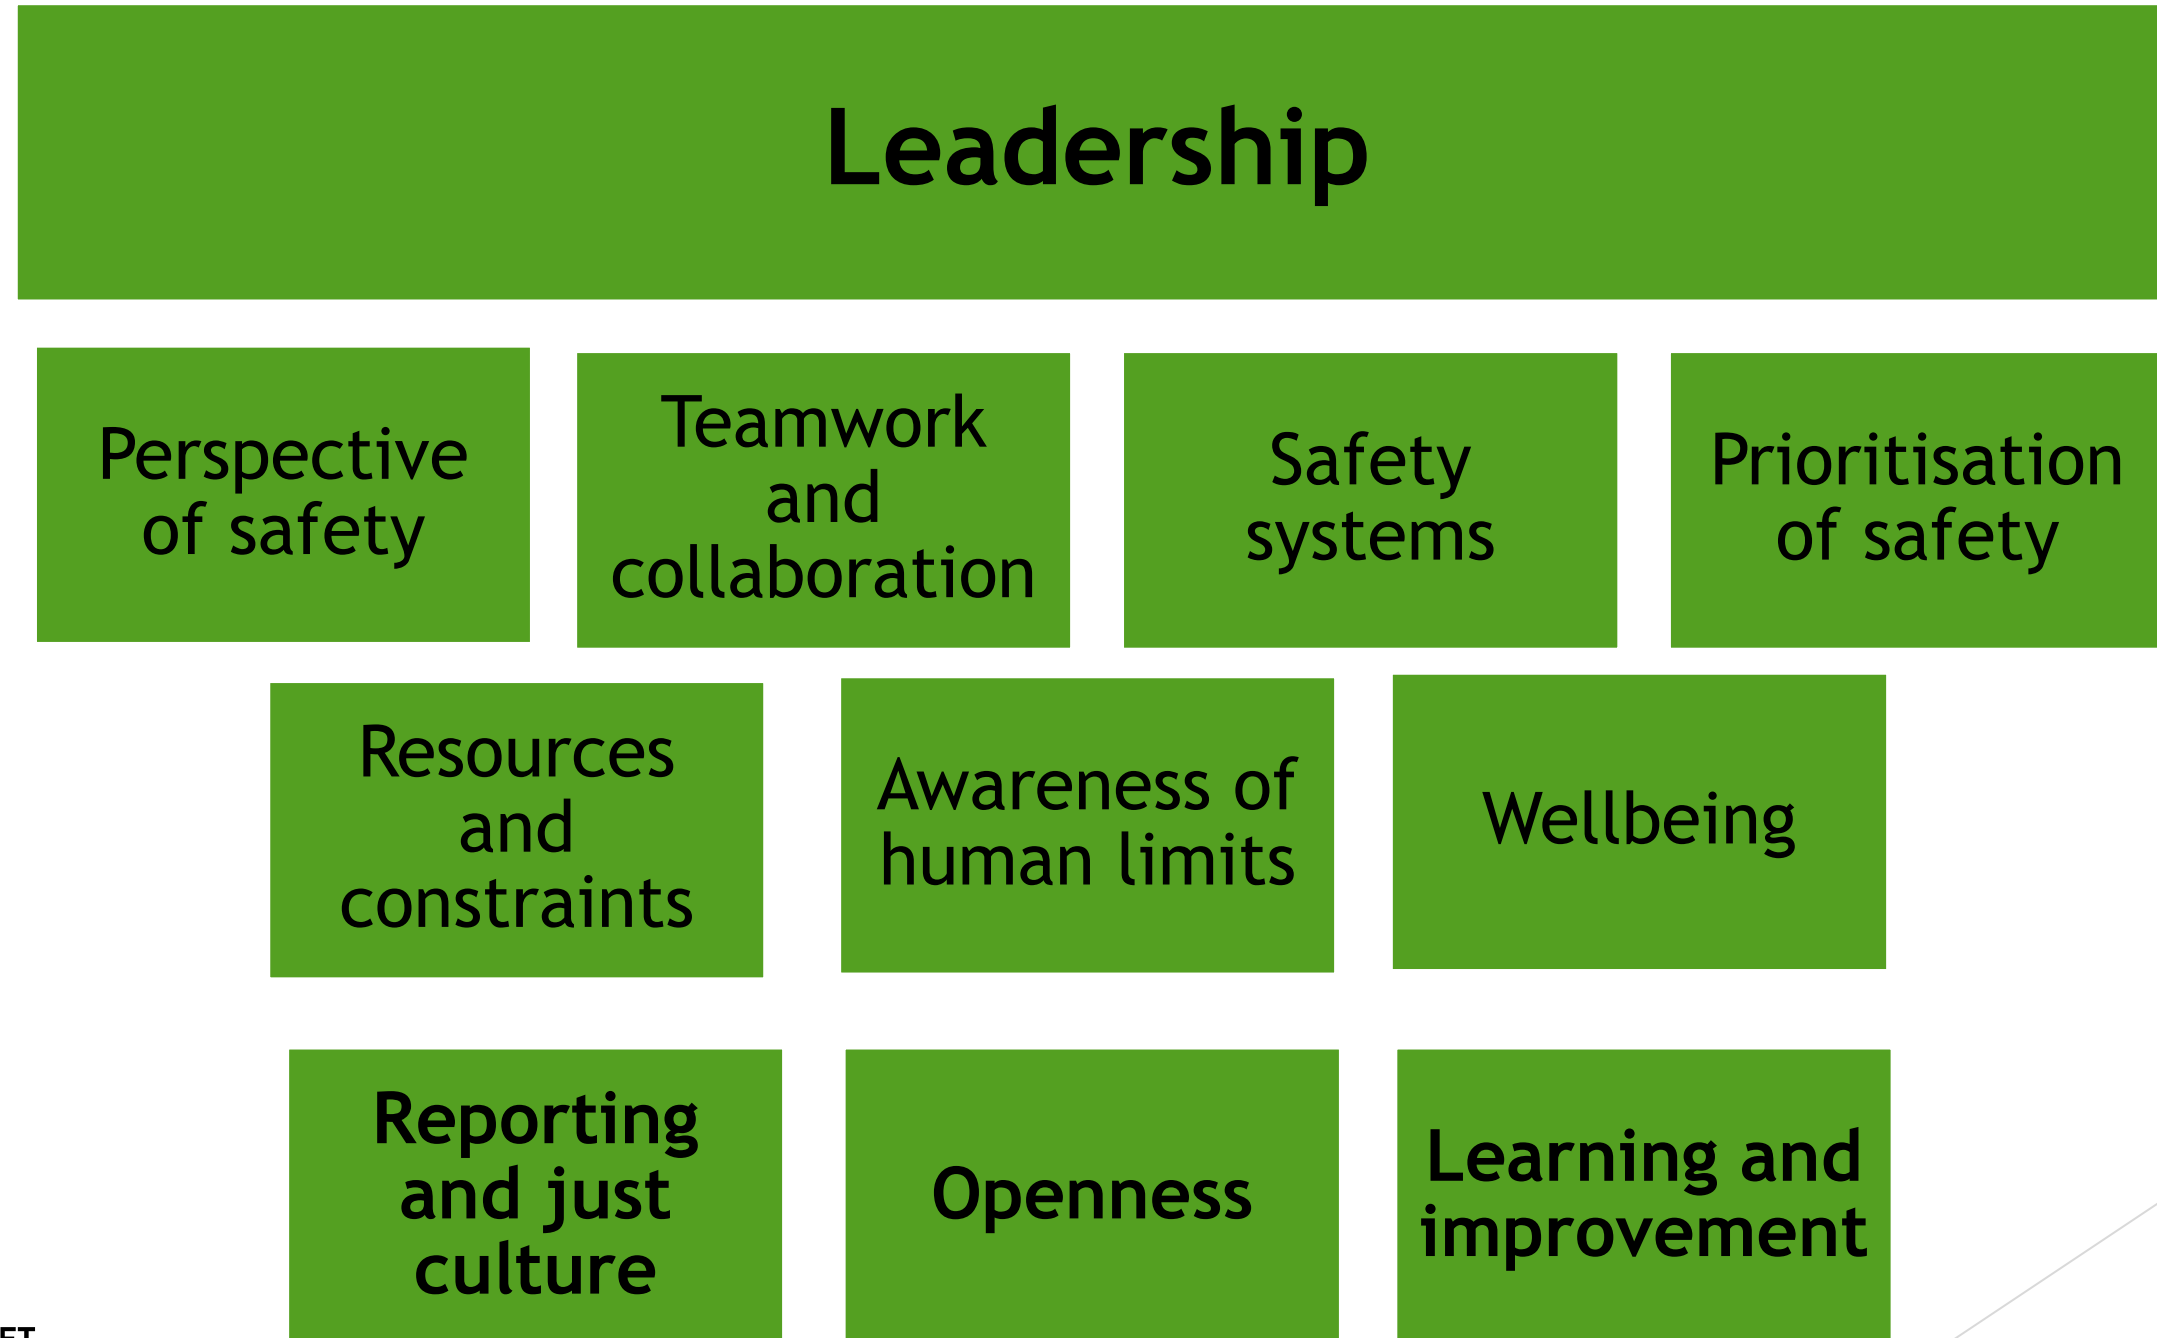 Leadership
Perspective
of safety
Teamwork
and
collaboration
Safety
systems
Prioritisation
of safety
Resources
and
constraints
Awareness of
human limits
Wellbeing
Reporting
and just
culture
Openness
Learning and
improvement